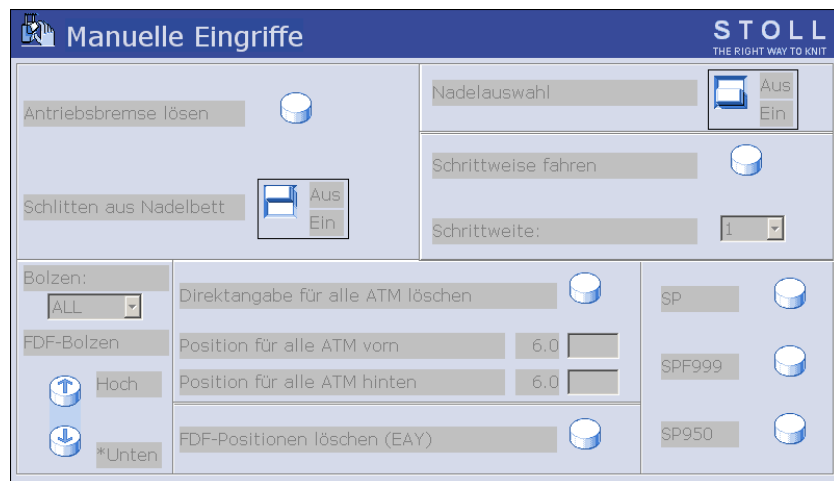 Manuelle Eingriffe
STOLL
THE RIGHT WAY TO KNIT
Antriebsbremse lösen
Schlitten aus Nadelbett
Aus
Ein
Nadelauswahl
Aus
Ein
Schrittweise fahren
Schrittweite:
1
Bolzen:
ALL
FDF-Bolzen
Hoch
*Unten
Direktangabe für alle ATM löschen
Position für alle ATM vorn 6.0
Position für alle ATM hinten 6.0
FDF-Positionen löschen (EAY)
SP
SPF999
SP950